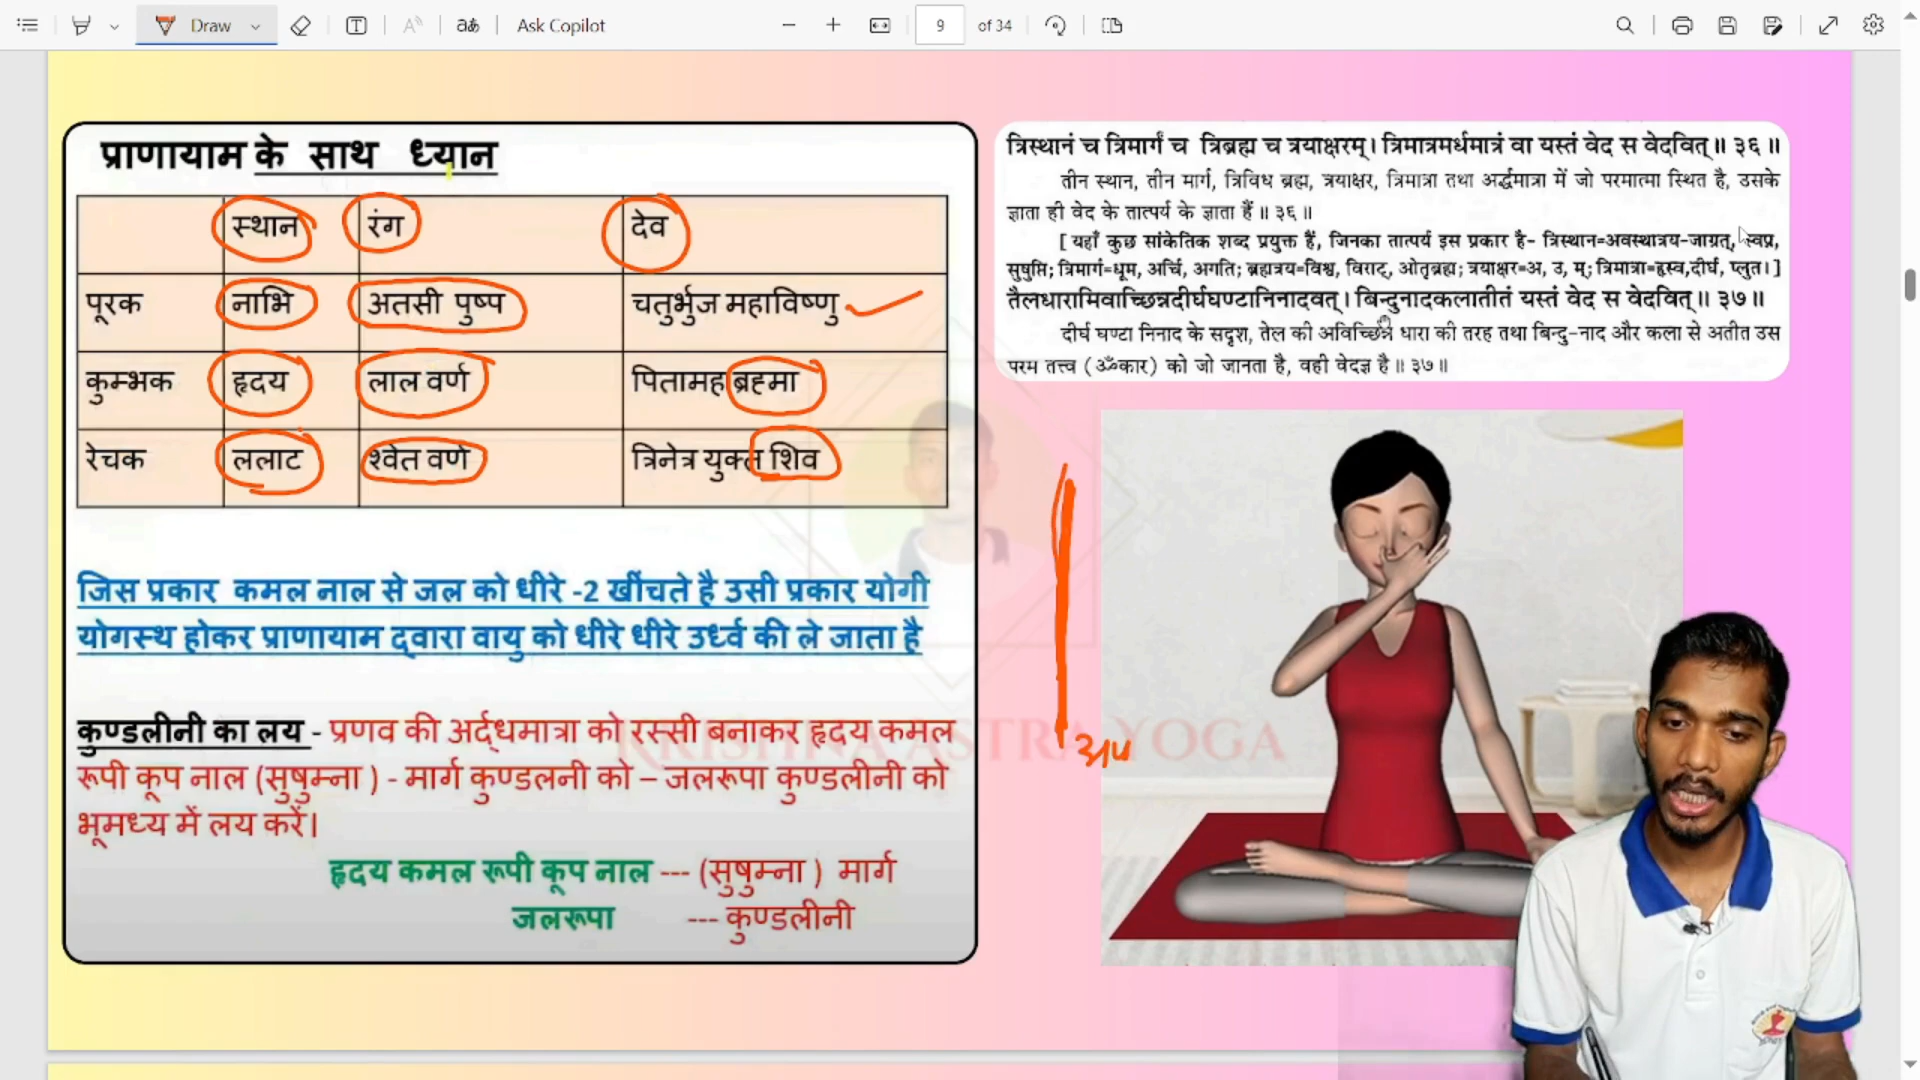 Draw
Ask Copilot
9 of 34
प्राणायाम के साथ ध्यान
स्थान रंग देव
पूरक नाभि अतसी पुष्प चतुर्भुज महाविष्णु
कुम्भक हृदय लाल वर्ण पितामह ब्रह्मा
रेचक ललाट श्वेत वर्ण त्रिनेत्र युक्त शिव
जिस प्रकार कमल नाल से जल को धीरे -2 खींचते है उसी प्रकार योगी
योगस्थ होकर प्राणायाम द्वारा वायु को धीरे धीरे उर्ध्व की ले जाता है
कुण्डलीनी का लय - प्रणव की अर्द्धमात्रा को रस्सी बनाकर हृदय कमल
रूपी कूप नाल (सुषुम्ना ) - मार्ग कुण्डलनी को – जलरूपा कुण्डलीनी को
भूमध्य में लय करें।
हृदय कमल रूपी कूप नाल --- (सुषुम्ना ) मार्ग
जलरूपा --- कुण्डलीनी
त्रिस्थानं च त्रिमार्गं च त्रिब्रह्म च त्रयाक्षरम्। त्रिमात्रमर्धमात्रं वा यस्तं वेद स वेदवित्॥ ३६॥
तीन स्थान, तीन मार्ग, त्रिविध ब्रह्म, त्रयाक्षर, त्रिमात्रा तथा अर्द्धमात्रा में जो परमात्मा स्थित है, उसके
ज्ञाता ही वेद के तात्पर्य के ज्ञाता हैं॥ ३६॥
[ यहाँ कुछ सांकेतिक शब्द प्रयुक्त हैं, जिनका तात्पर्य इस प्रकार है- त्रिस्थान=अवस्थात्रय-जाग्रत्, स्वप्न,
सुषुप्ति; त्रिमार्ग=धूम, अर्चि, अगति; ब्रह्मत्रय=विश्व, विराट्, ओतृब्रह्म; त्रयाक्षर=अ, उ, म्; त्रिमात्रा=ह्रस्व,दीर्घ, प्लुत।]
तैलधारामिवाच्छिन्नदीर्घघण्टानिनादवत्। बिन्दुनादकलातीतं यस्तं वेद स वेदवित्॥ ३७॥
दीर्घ घण्टा निनाद के सदृश, तेल की अविच्छिन्न धारा की तरह तथा बिन्दु-नाद और कला से अतीत उस
परम तत्त्व (ॐकार) को जो जानता है, वही वेदज्ञ है॥ ३७॥
KRISHNA ASTRA YOGA